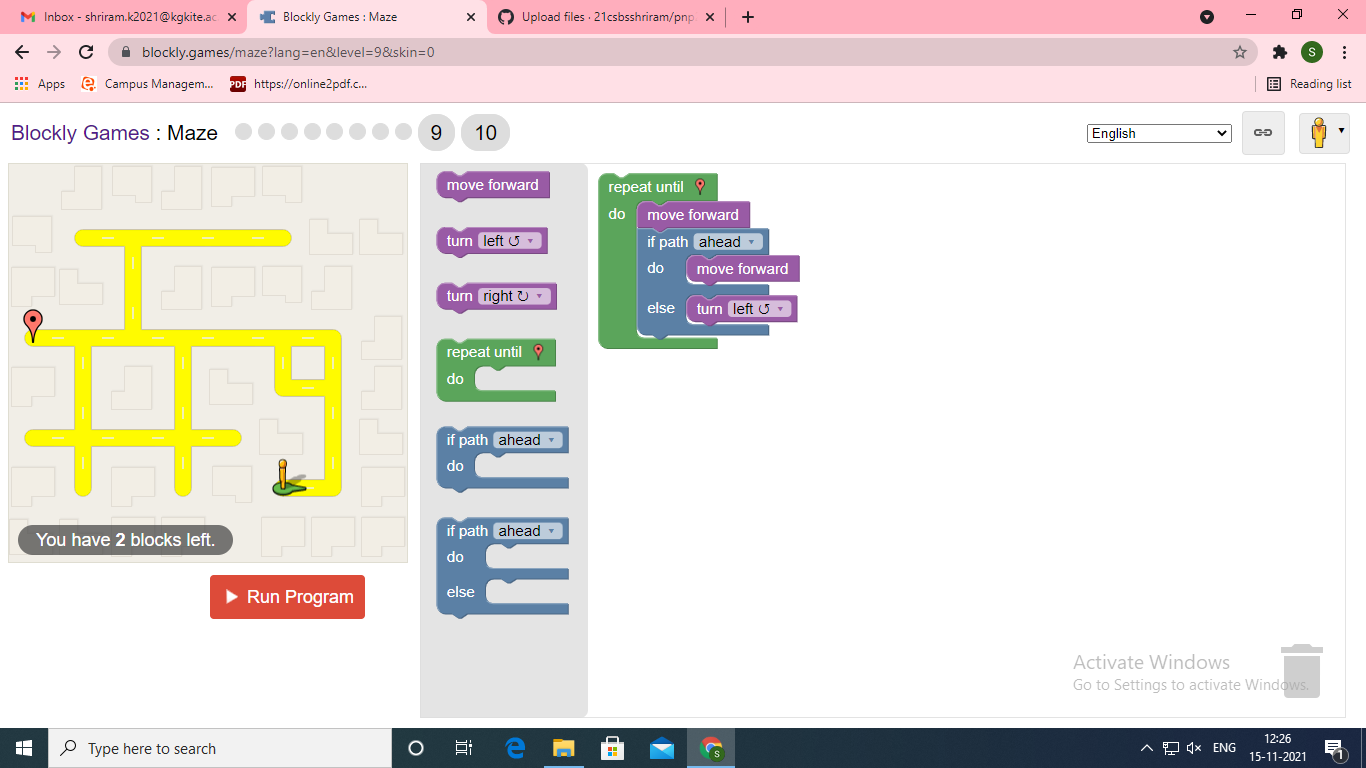 Inbox - shriram.k2021@kgkite.ac
Blockly Games : Maze
Upload files · 21csbsshriram/pnp
blockly.games/maze?lang=en&level=9&skin=0
S
Apps
Campus Managem...
PDF
https://online2pdf.c...
Reading list
Blockly Games : Maze
9
10
English
move forward
turn left ↺
turn right ↻
repeat until
do
if path ahead
do
if path ahead
do
else
repeat until
do
move forward
if path ahead
do
move forward
else
turn left ↺
You have 2 blocks left.
Run Program
Activate Windows
Go to Settings to activate Windows.
Type here to search
S
ENG
12:26
15-11-2021
1